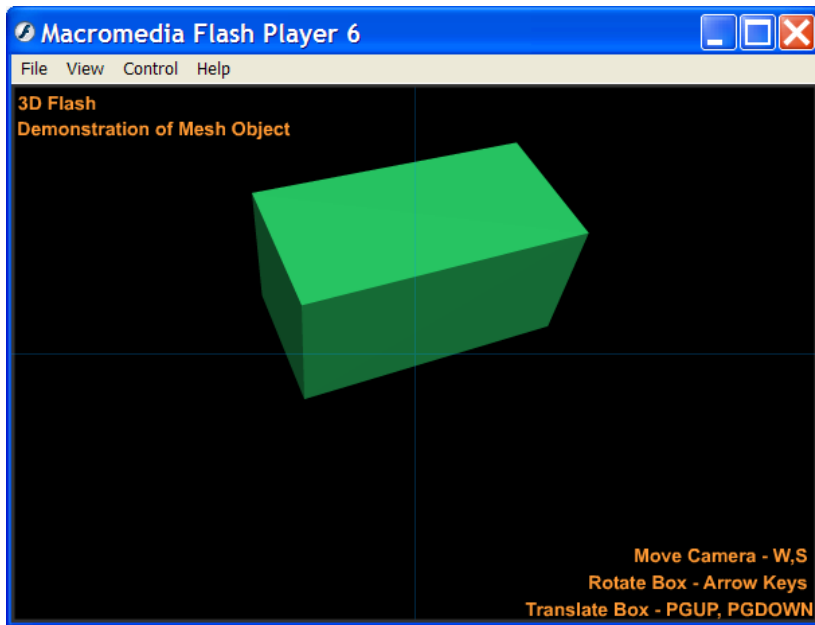 Macromedia Flash Player 6
File View Control Help
3D Flash
Demonstration of Mesh Object
Move Camera - W,S
Rotate Box - Arrow Keys
Translate Box - PGUP, PGDOWN